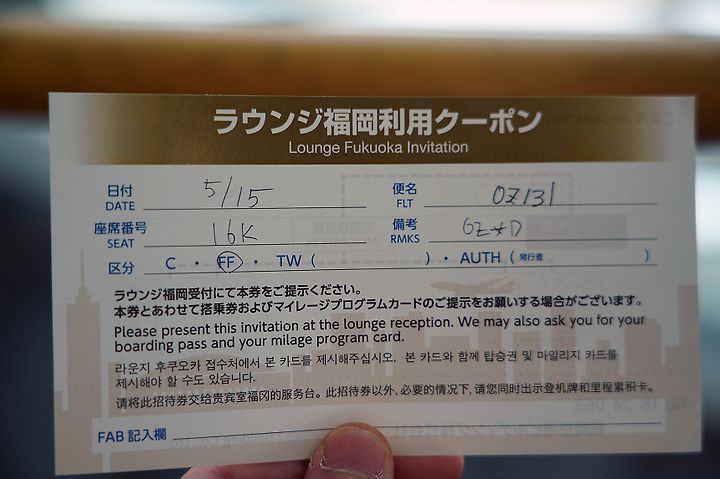 ラウンジ福岡利用クーポン
Lounge Fukuoka Invitation
日付 5/15 便名 OZ131
DATE FLT
座席番号 16K 備考 OZ*D
SEAT RMKS
区分 C ・ FF ・ TW ( ) ・ AUTH ( 発行者 )
ラウンジ福岡受付にて本券をご提示ください。
本券とあわせて搭乗券およびマイレージプログラムカードのご提示をお願いする場合がございます。
Please present this invitation at the lounge reception. We may also ask you for your
boarding pass and your milage program card.
라운지 후쿠오카 접수처에서 본 카드를 제시해주십시오. 본 카드와 함께 탑승권 및 마일리지 카드를
제시해야 할 수도 있습니다.
请将此招待券交给贵宾室福冈的服务台。此招待券以外, 必要的情况下, 请您同时出示登机牌和里程累积卡。
FAB 記入欄